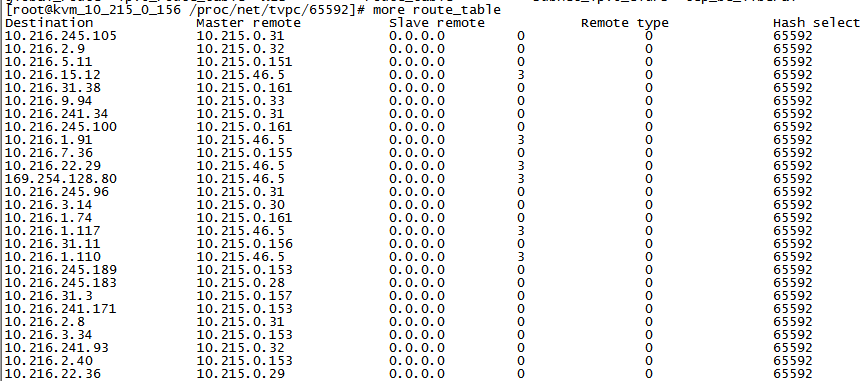 [root@kvm_10_215_0_156 /proc/net/tvpc/65592]# more route_table
Destination Master remote Slave remote Remote type Hash select
10.216.245.105 10.215.0.31 0.0.0.0 0 0 65592
10.216.2.9 10.215.0.32 0.0.0.0 0 0 65592
10.216.5.11 10.215.0.151 0.0.0.0 0 0 65592
10.216.15.12 10.215.46.5 0.0.0.0 3 0 65592
10.216.31.38 10.215.0.161 0.0.0.0 0 0 65592
10.216.9.94 10.215.0.33 0.0.0.0 0 0 65592
10.216.241.34 10.215.0.31 0.0.0.0 0 0 65592
10.216.245.100 10.215.0.161 0.0.0.0 0 0 65592
10.216.1.91 10.215.46.5 0.0.0.0 3 0 65592
10.216.7.36 10.215.0.155 0.0.0.0 0 0 65592
10.216.22.29 10.215.46.5 0.0.0.0 3 0 65592
169.254.128.80 10.215.46.5 0.0.0.0 3 0 65592
10.216.245.96 10.215.0.31 0.0.0.0 0 0 65592
10.216.3.14 10.215.0.30 0.0.0.0 0 0 65592
10.216.1.74 10.215.0.161 0.0.0.0 0 0 65592
10.216.1.117 10.215.46.5 0.0.0.0 3 0 65592
10.216.31.11 10.215.0.156 0.0.0.0 0 0 65592
10.216.1.110 10.215.46.5 0.0.0.0 3 0 65592
10.216.245.189 10.215.0.153 0.0.0.0 0 0 65592
10.216.245.183 10.215.0.28 0.0.0.0 0 0 65592
10.216.31.3 10.215.0.157 0.0.0.0 0 0 65592
10.216.241.171 10.215.0.153 0.0.0.0 0 0 65592
10.216.2.8 10.215.0.31 0.0.0.0 0 0 65592
10.216.3.34 10.215.0.153 0.0.0.0 0 0 65592
10.216.241.93 10.215.0.32 0.0.0.0 0 0 65592
10.216.2.40 10.215.0.153 0.0.0.0 0 0 65592
10.216.22.36 10.215.0.29 0.0.0.0 0 0 65592